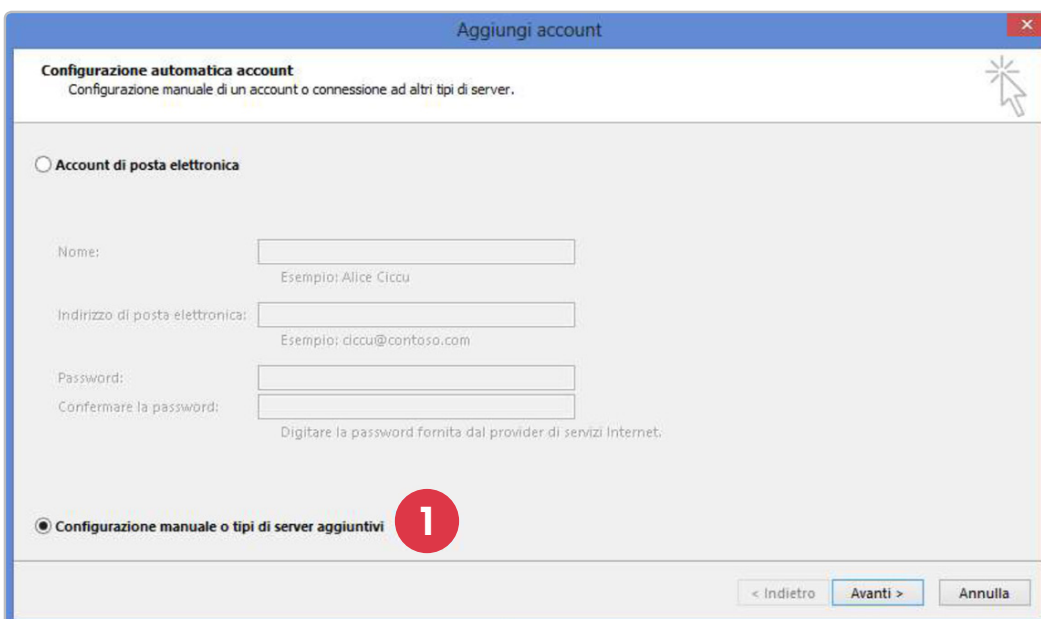 Aggiungi account
Configurazione automatica account
Configurazione manuale di un account o connessione ad altri tipi di server.
Account di posta elettronica
Nome:
Esempio: Alice Ciccu
Indirizzo di posta elettronica:
Esempio: ciccu@contoso.com
Password:
Confermare la password:
Digitare la password fornita dal provider di servizi Internet.
Configurazione manuale o tipi di server aggiuntivi 1
< Indietro Avanti > Annulla